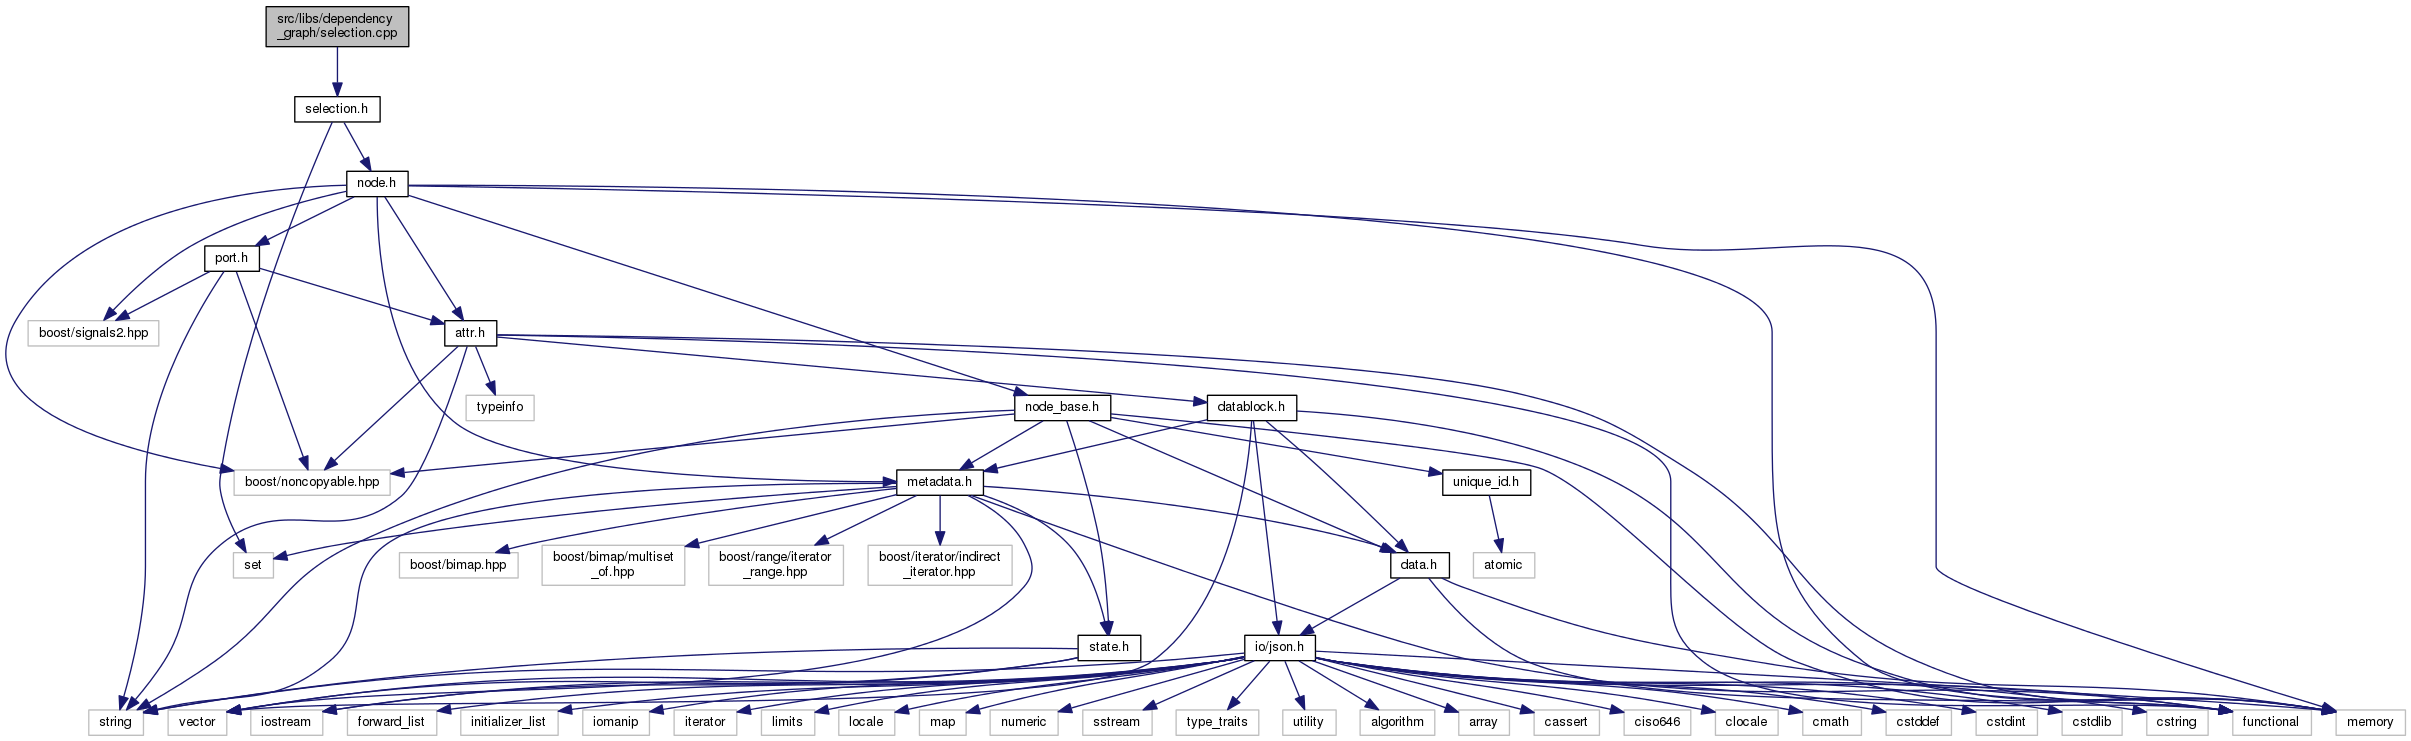 src/libs/dependency
_graph/selection.cpp
selection.h
node.h
port.h
boost/signals2.hpp
attr.h
typeinfo
node_base.h
datablock.h
boost/noncopyable.hpp
metadata.h
unique_id.h
set
boost/bimap.hpp
boost/bimap/multiset
_of.hpp
boost/range/iterator
_range.hpp
boost/iterator/indirect
_iterator.hpp
data.h
atomic
state.h
io/json.h
string
vector
iostream
forward_list
initializer_list
iomanip
iterator
limits
locale
map
numeric
sstream
type_traits
utility
algorithm
array
cassert
ciso646
clocale
cmath
cstddef
cstdint
cstdlib
cstring
functional
memory